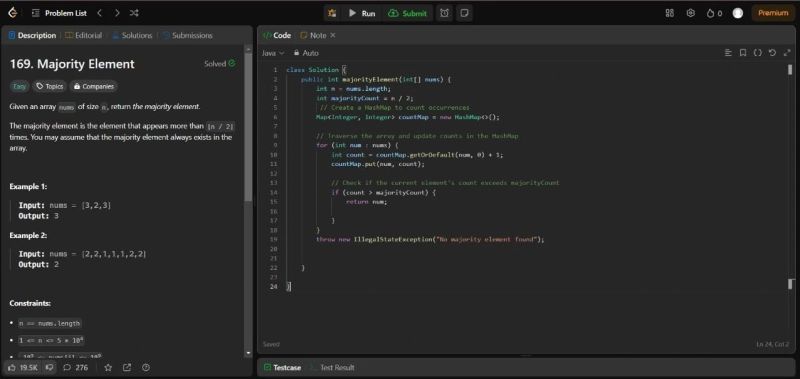 Problem List
Run
Submit
0
Premium
Description
Editorial
Solutions
Submissions
169. Majority Element
Solved
Easy
Topics
Companies
Given an array nums of size n, return the majority element.
The majority element is the element that appears more than ⌊n / 2⌋
times. You may assume that the majority element always exists in the
array.
Example 1:
Input: nums = [3,2,3]
Output: 3
Example 2:
Input: nums = [2,2,1,1,1,2,2]
Output: 2
Constraints:
n == nums.length
1 <= n <= 5 * 10⁴
19.5K
276
</> Code
Note
Java
Auto
1 class Solution {
2 public int majorityElement(int[] nums) {
3 int n = nums.length;
4 int majorityCount = n / 2;
5 // Create a HashMap to count occurrences
6 Map<Integer, Integer> countMap = new HashMap<>();
7
8 // Traverse the array and update counts in the HashMap
9 for (int num : nums) {
10 int count = countMap.getOrDefault(num, 0) + 1;
11 countMap.put(num, count);
12
13 // Check if the current element's count exceeds majorityCount
14 if (count > majorityCount) {
15 return num;
16
17 }
18 }
19 throw new IllegalStateException("No majority element found");
20
21
22 }
23
24 }
Saved
Ln 24, Col 2
Testcase
Test Result